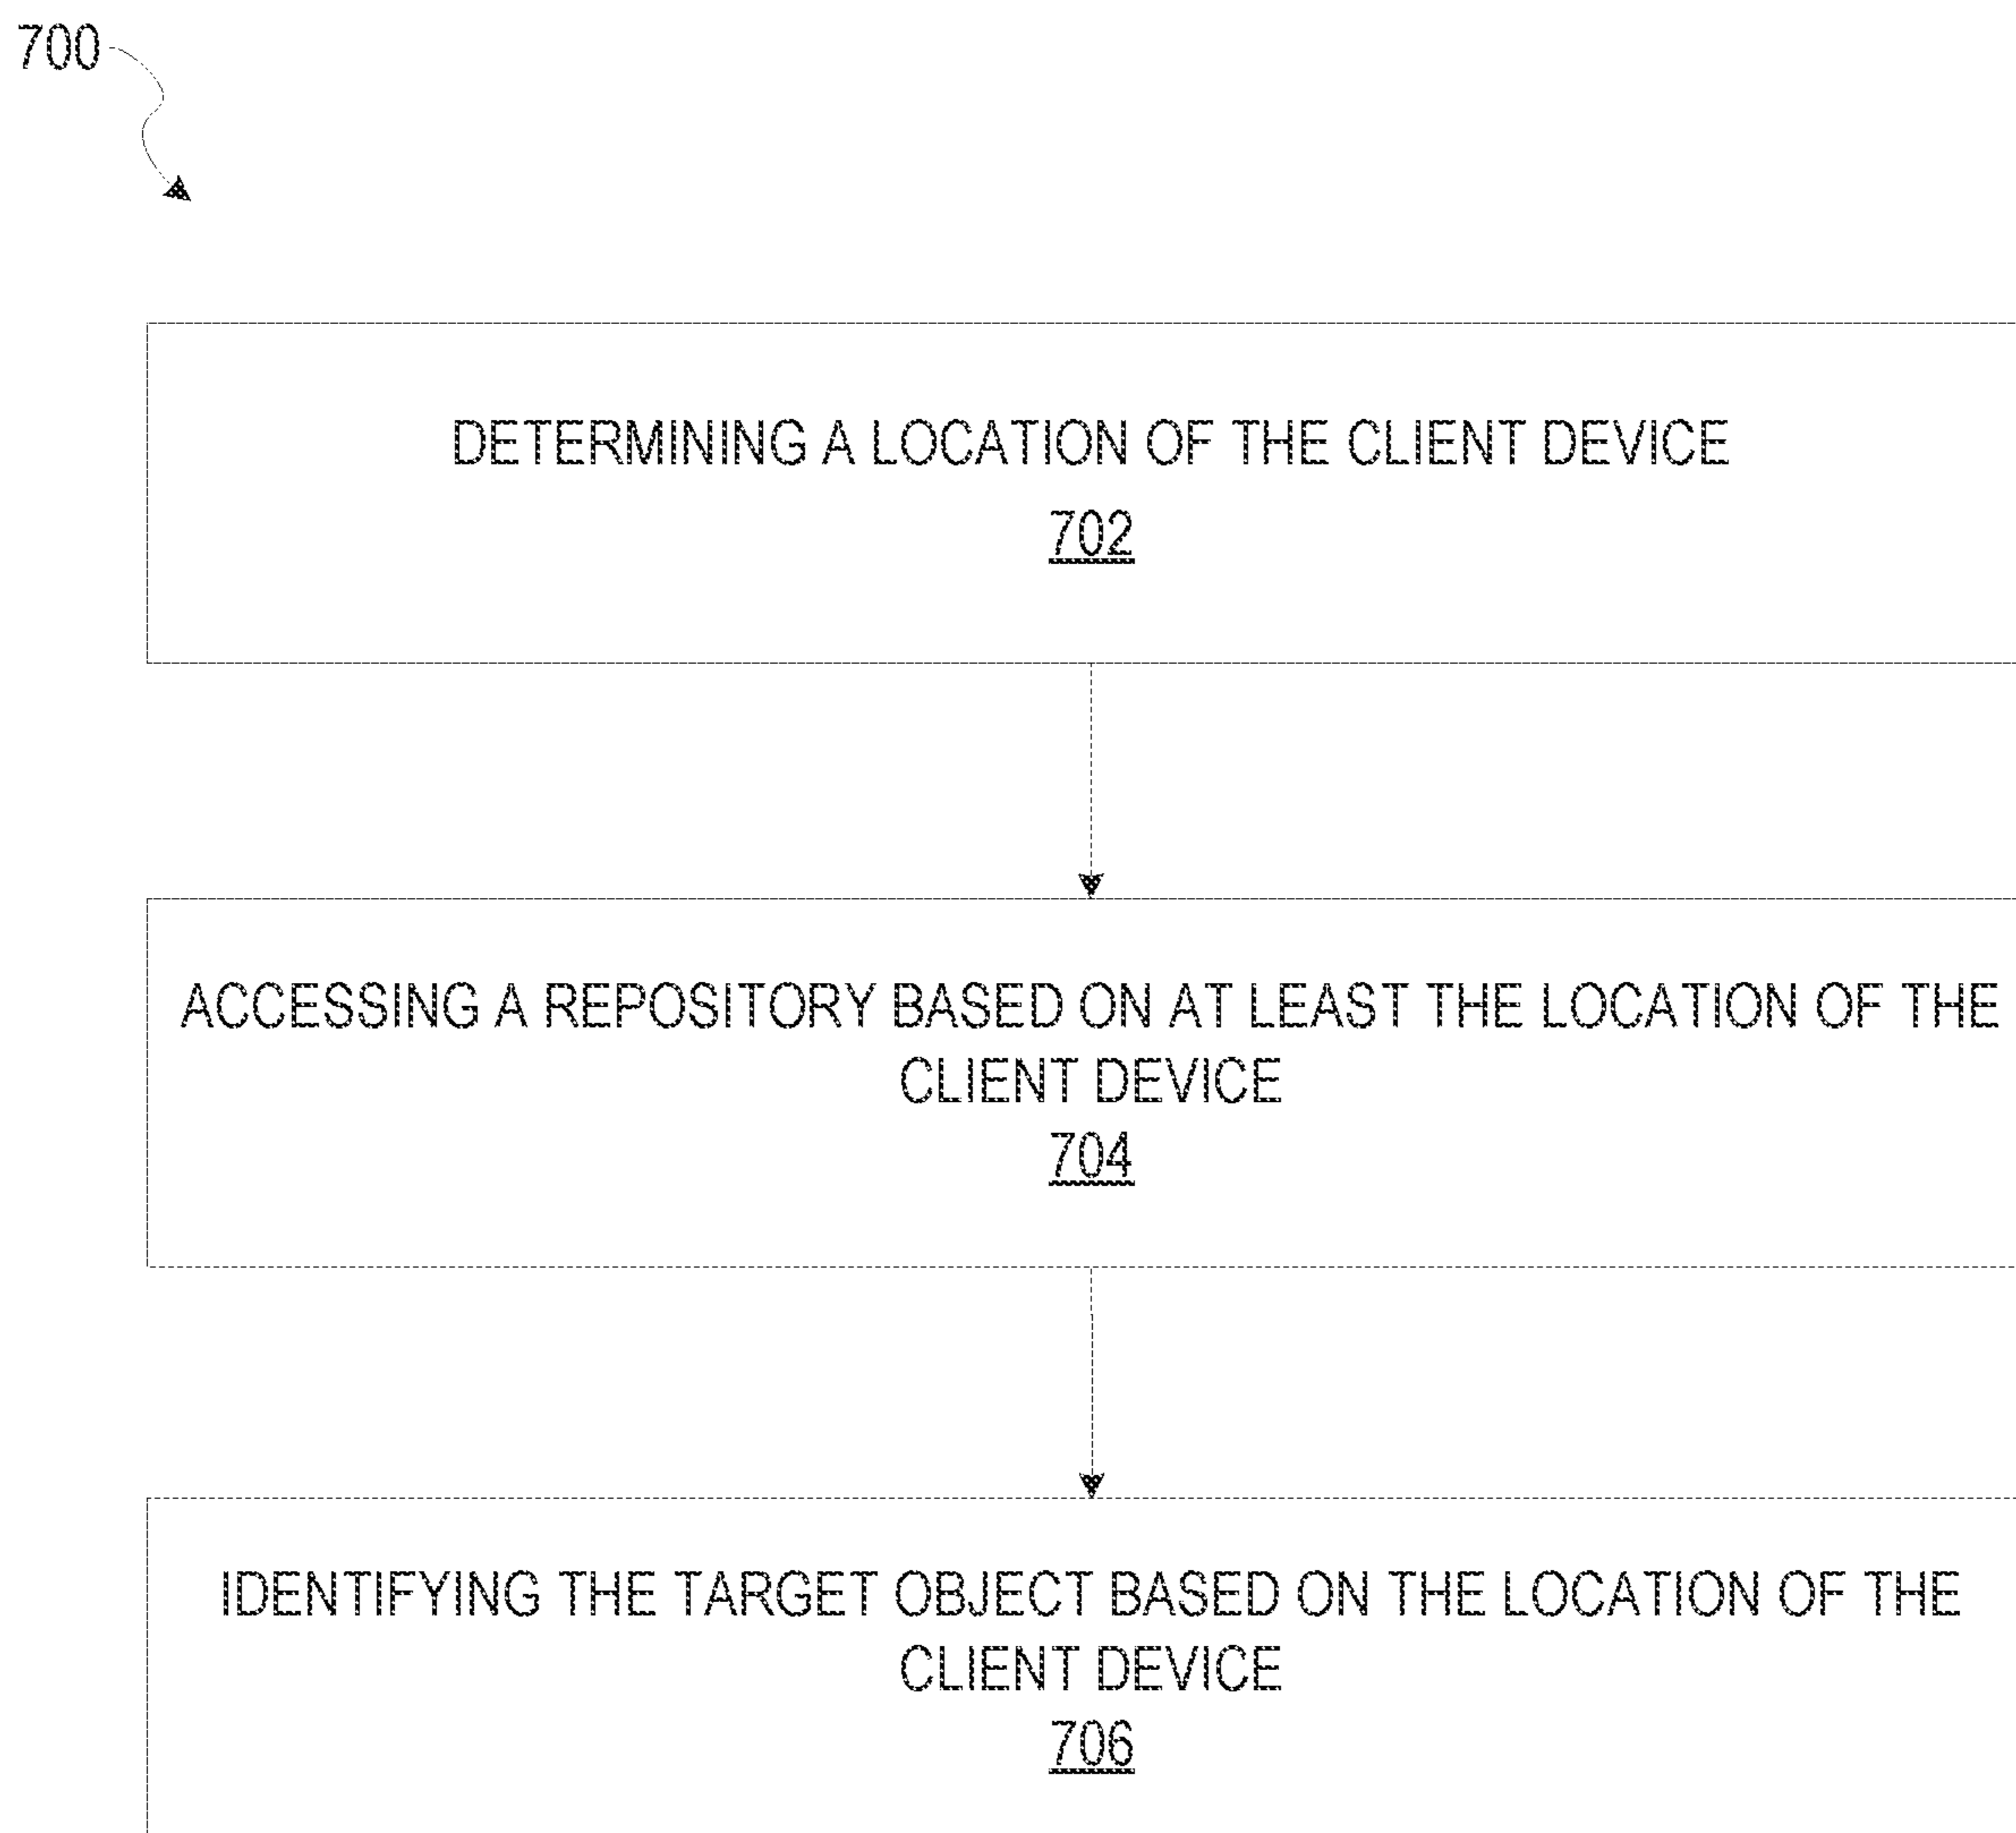 700
DETERMINING A LOCATION OF THE CLIENT DEVICE
702
ACCESSING A REPOSITORY BASED ON AT LEAST THE LOCATION OF THE
CLIENT DEVICE
704
IDENTIFYING THE TARGET OBJECT BASED ON THE LOCATION OF THE
CLIENT DEVICE
706